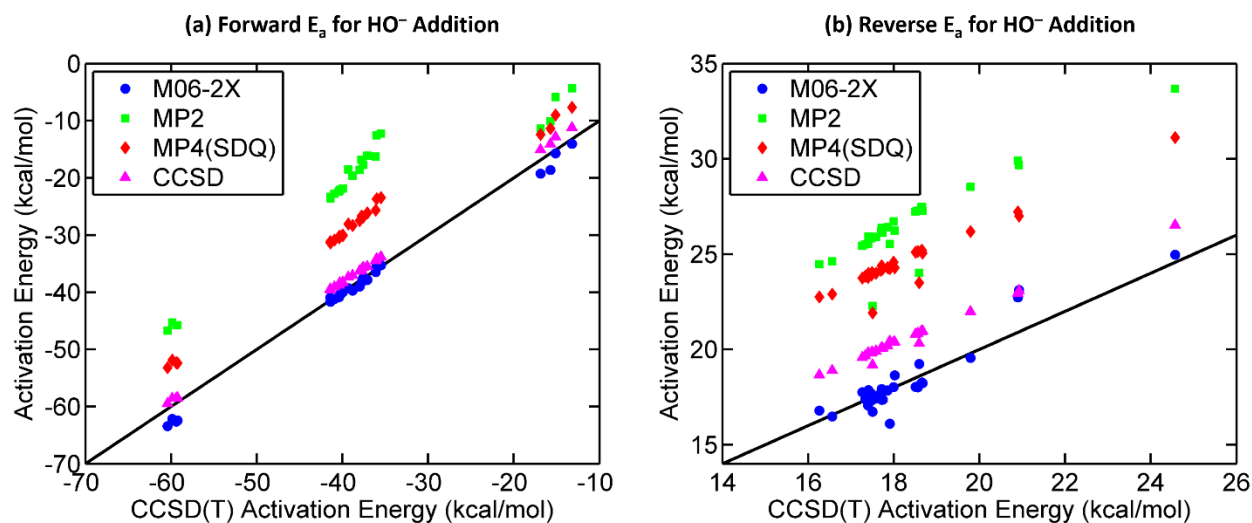 (a) Forward Eₐ for HO⁻ Addition
0
-10
-20
-30
-40
-50
-60
-70
Activation Energy (kcal/mol)
M06-2X
MP2
MP4(SDQ)
CCSD
-70 -60 -50 -40 -30 -20 -10
CCSD(T) Activation Energy (kcal/mol)
(b) Reverse Eₐ for HO⁻ Addition
35
30
25
20
15
Activation Energy (kcal/mol)
M06-2X
MP2
MP4(SDQ)
CCSD
14 16 18 20 22 24 26
CCSD(T) Activation Energy (kcal/mol)